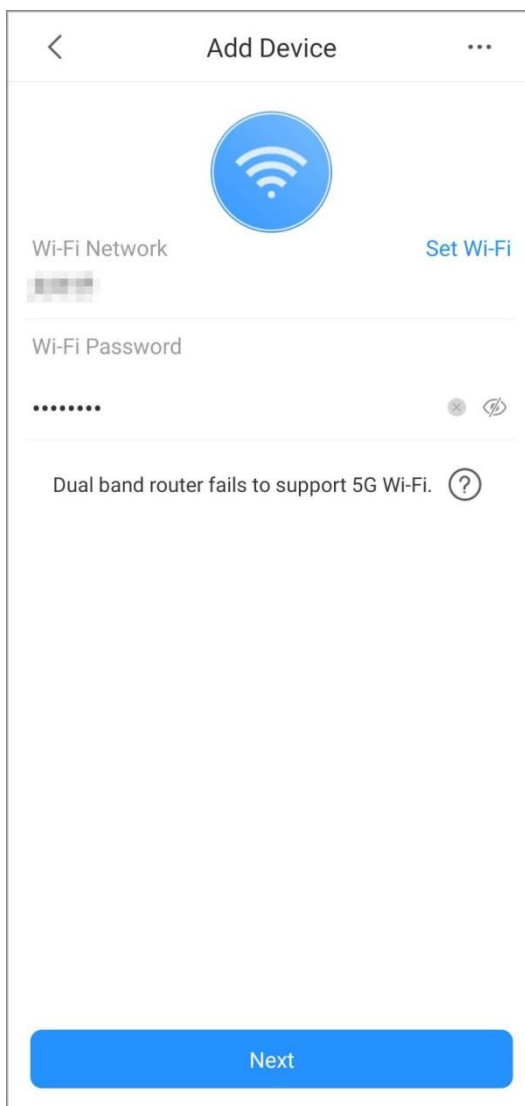 Add Device
Wi-Fi Network
Set Wi-Fi
Wi-Fi Password
Dual band router fails to support 5G Wi-Fi.
Next